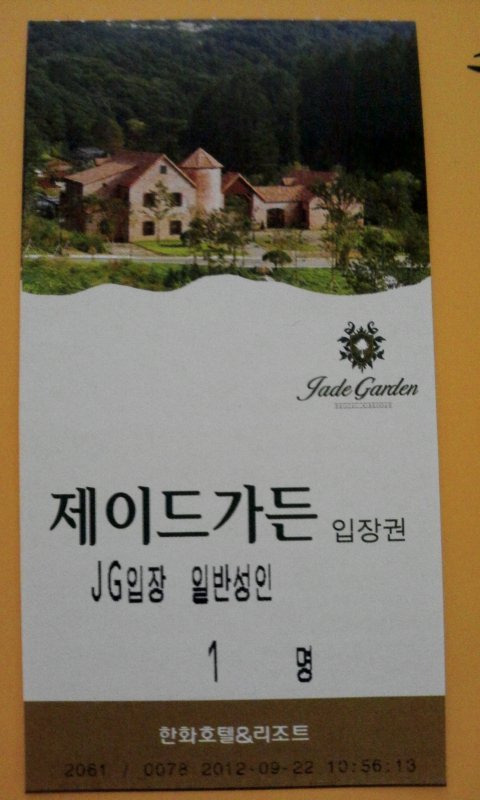 Jade Garden
제이드가든 입장권
JG입장 일반성인
1 명
한화호텔&리조트
2061 / 0078 2012-09-22 10:56:13